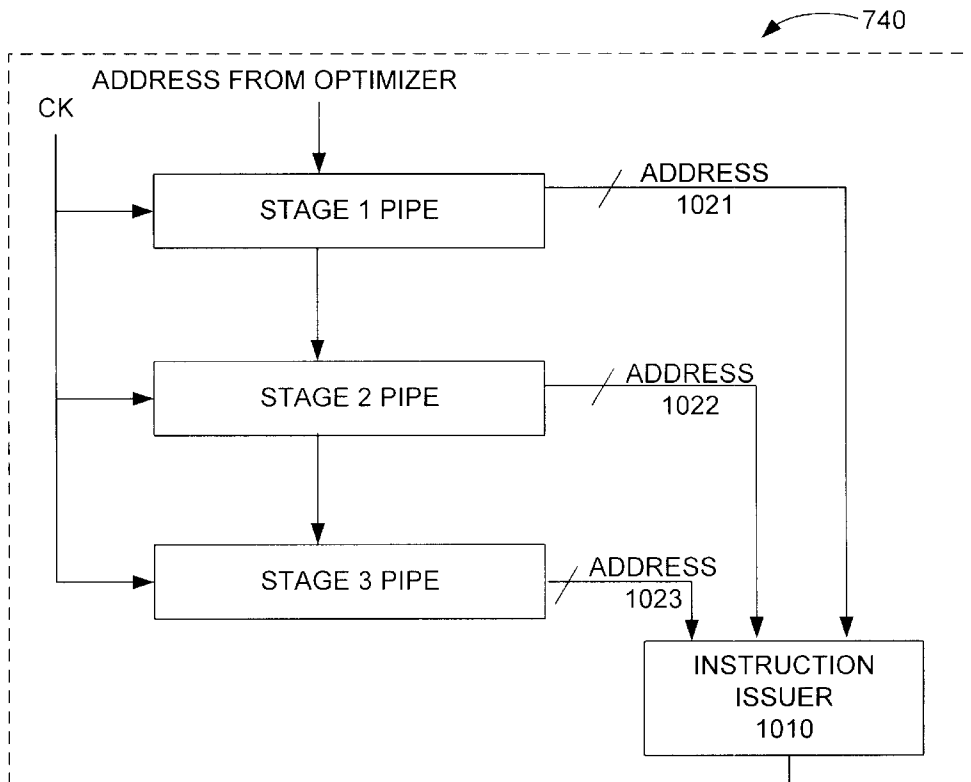 740
ADDRESS FROM OPTIMIZER
CK
STAGE 1 PIPE
ADDRESS
1021
STAGE 2 PIPE
ADDRESS
1022
STAGE 3 PIPE
ADDRESS
1023
INSTRUCTION
ISSUER
1010